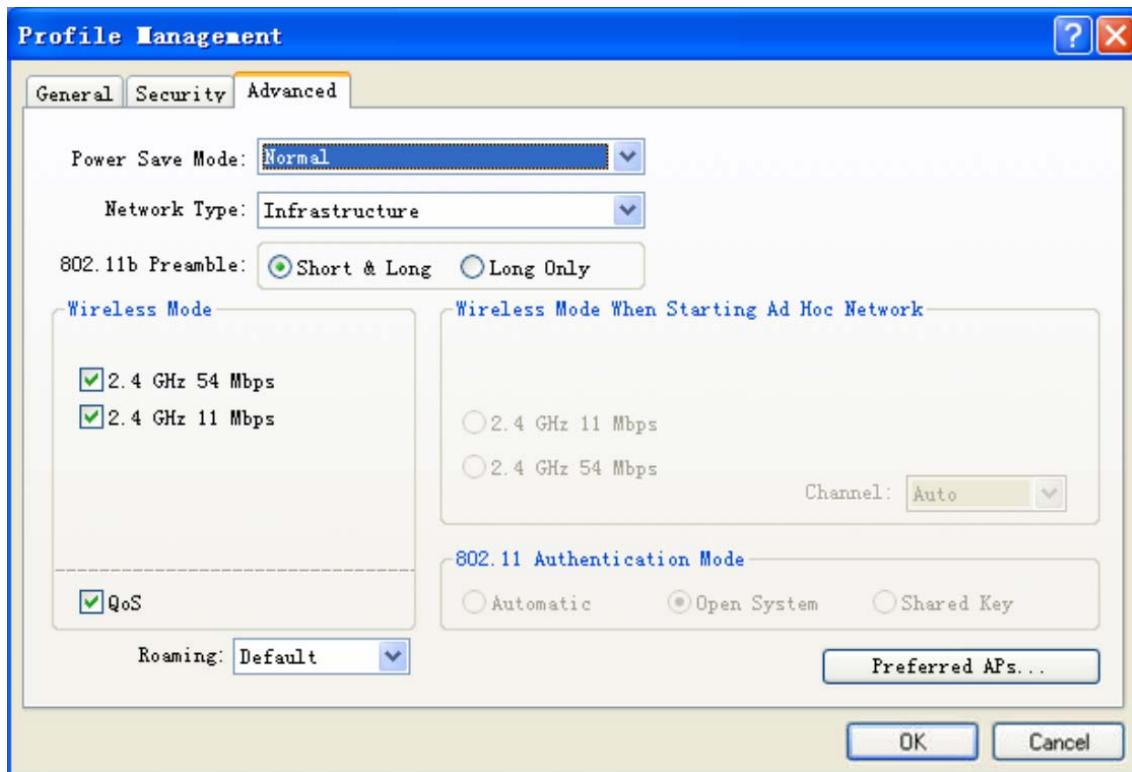 Profile Management
General Security Advanced
Power Save Mode: Normal
Network Type: Infrastructure
802.11b Preamble: Short & Long Long Only
Wireless Mode
2.4 GHz 54 Mbps
2.4 GHz 11 Mbps
QoS
Wireless Mode When Starting Ad Hoc Network
2.4 GHz 11 Mbps
2.4 GHz 54 Mbps
Channel: Auto
802.11 Authentication Mode
Automatic Open System Shared Key
Roaming: Default
Preferred APs...
OK Cancel